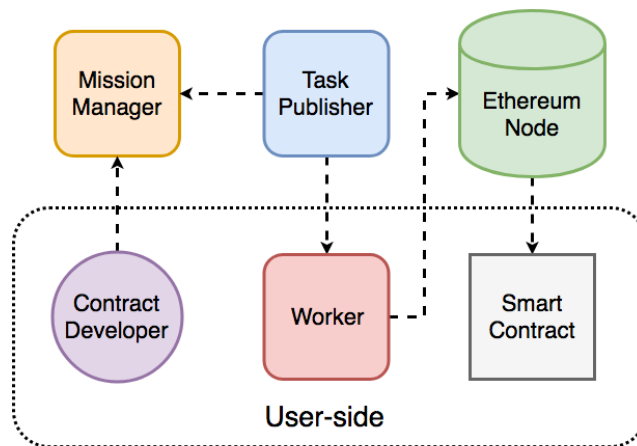 Mission
Manager
Task
Publisher
Ethereum
Node
Contract
Developer
Worker
Smart
Contract
User-side